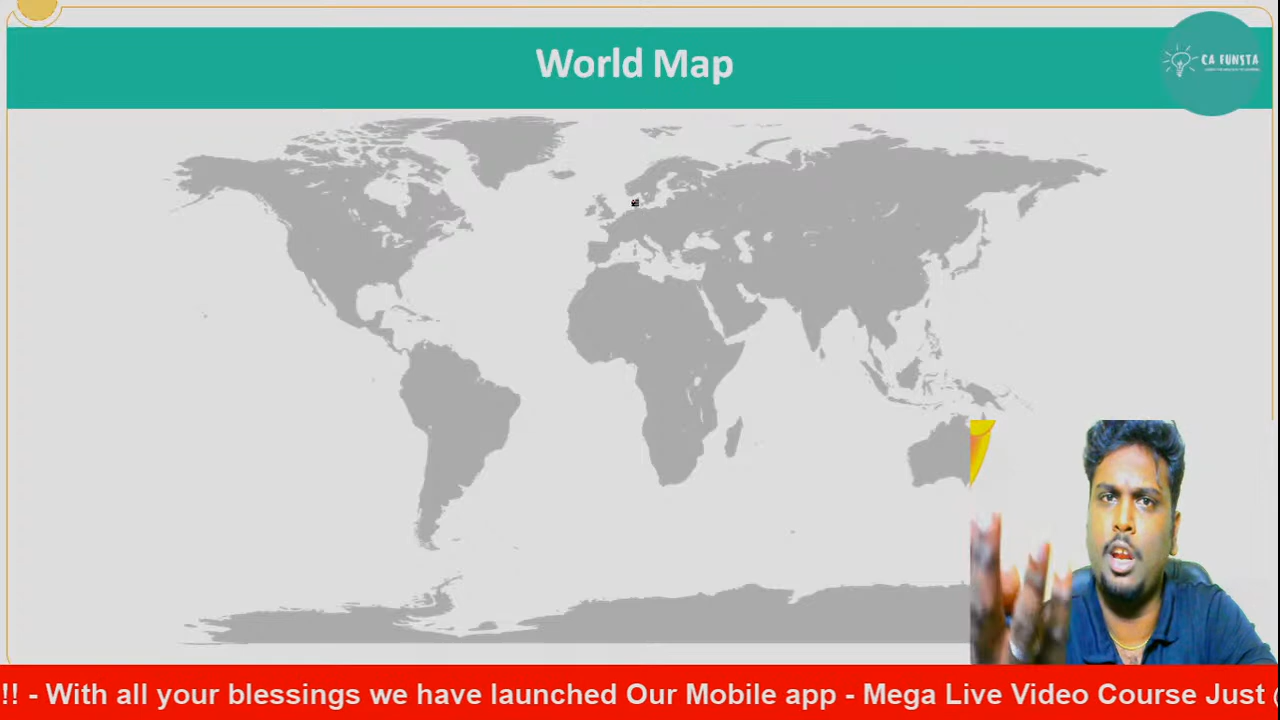 World Map
CA FUNSTA
!! - With all your blessings we have launched Our Mobile app - Mega Live Video Course Just